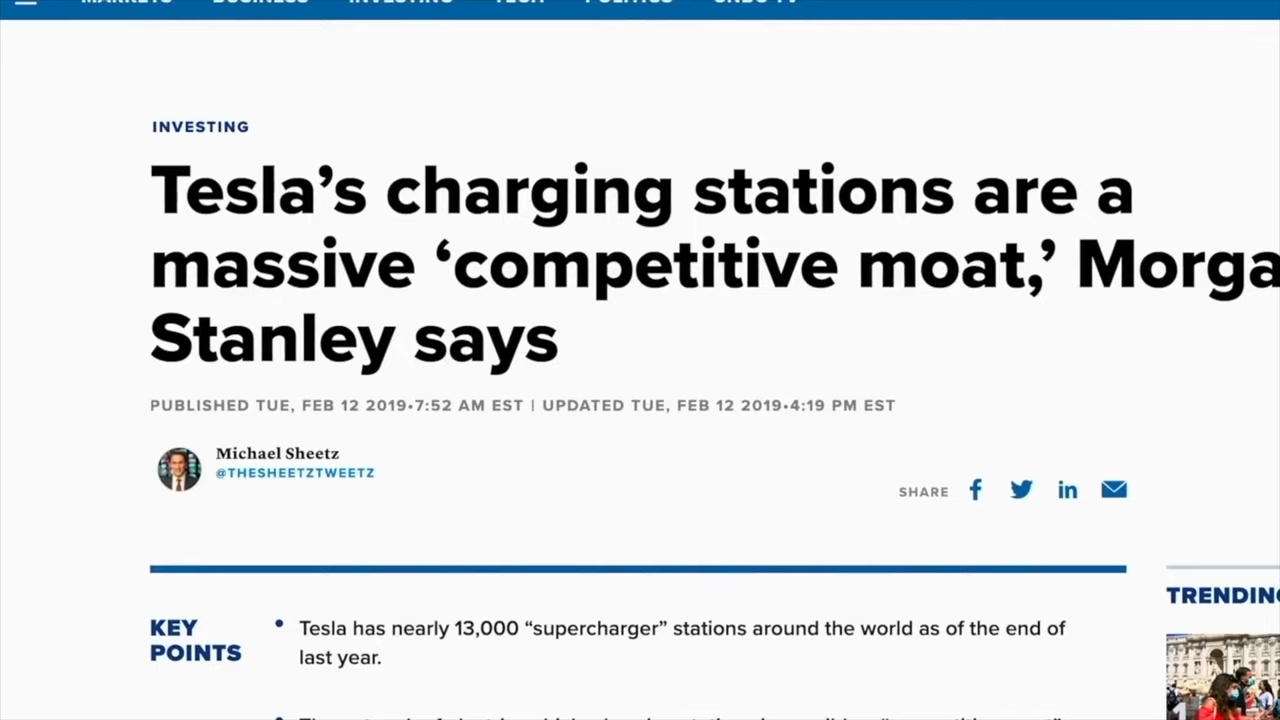 INVESTING
Tesla’s charging stations are a
massive ‘competitive moat,’ Morga
Stanley says
PUBLISHED TUE, FEB 12 2019•7:52 AM EST | UPDATED TUE, FEB 12 2019•4:19 PM EST
Michael Sheetz
@THESHEETZTWEETZ
SHARE
KEY
POINTS
• Tesla has nearly 13,000 “supercharger” stations around the world as of the end of
last year.
TRENDING